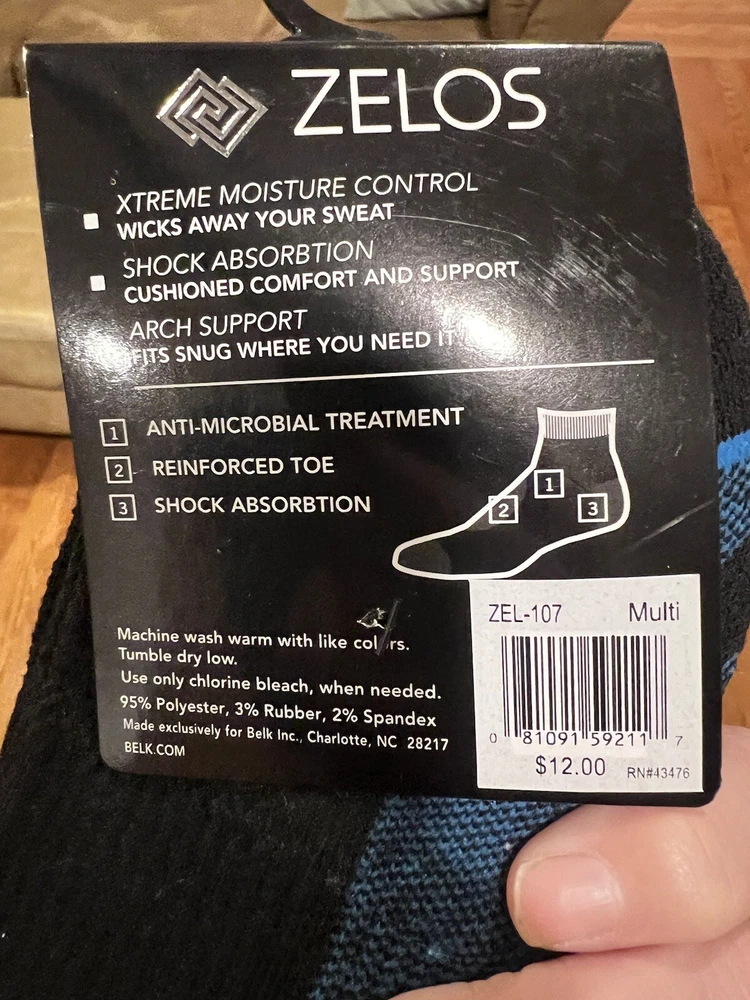 ZELOS
XTREME MOISTURE CONTROL
WICKS AWAY YOUR SWEAT
SHOCK ABSORBTION
CUSHIONED COMFORT AND SUPPORT
ARCH SUPPORT
FITS SNUG WHERE YOU NEED IT
1 ANTI-MICROBIAL TREATMENT
2 REINFORCED TOE
3 SHOCK ABSORBTION
1
2
3
Machine wash warm with like colors.
Tumble dry low.
Use only chlorine bleach, when needed.
95% Polyester, 3% Rubber, 2% Spandex
Made exclusively for Belk Inc., Charlotte, NC 28217
BELK.COM
ZEL-107 Multi
0 81091 59211 7
$12.00 RN#43476